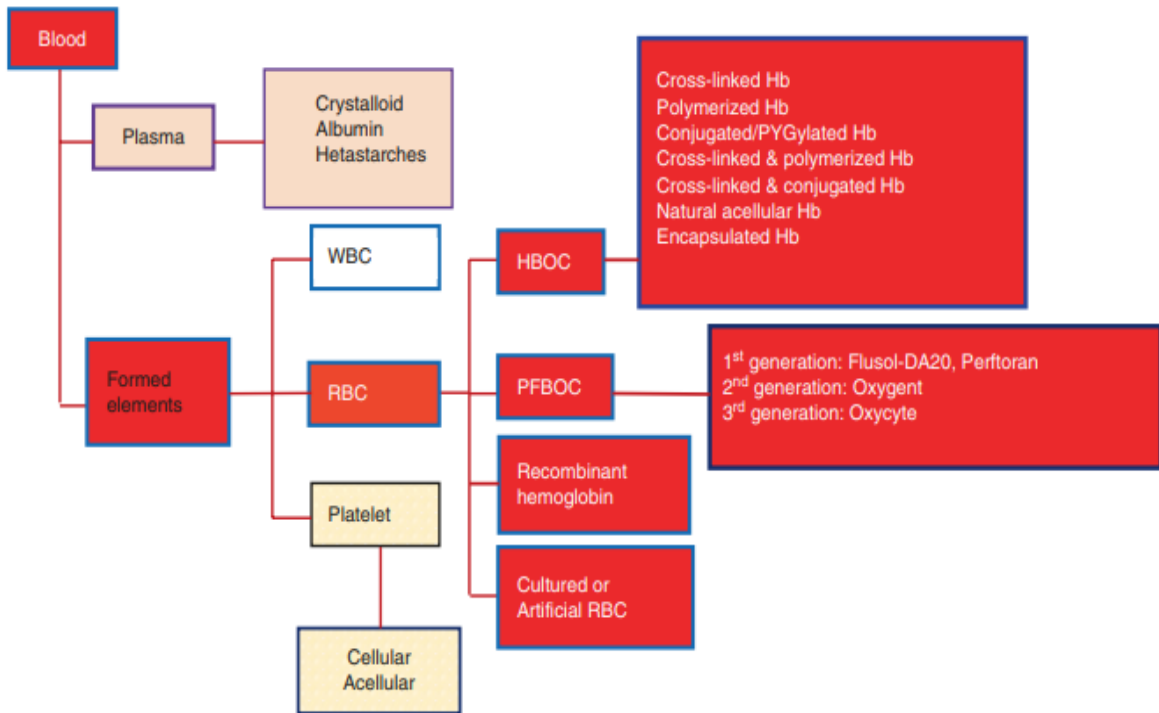 Blood
Plasma
Crystalloid
Albumin
Hetastarches
Cross-linked Hb
Polymerized Hb
Conjugated/PYGylated Hb
Cross-linked & polymerized Hb
Cross-linked & conjugated Hb
Natural acellular Hb
Encapsulated Hb
WBC
HBOC
Formed
elements
RBC
PFBOC
1st generation: Flusol-DA20, Perftoran
2nd generation: Oxygent
3rd generation: Oxycyte
Recombinant
hemoglobin
Platelet
Cultured or
Artificial RBC
Cellular
Acellular